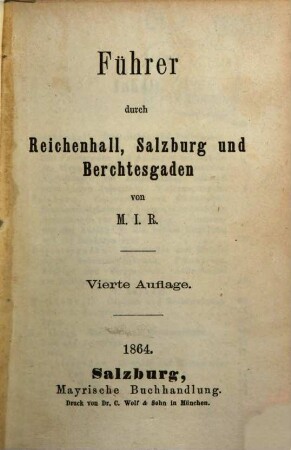 Führer
durch
Reichenhall, Salzburg und
Berchtesgaden
von
M. I. R.
Vierte Auflage.
1864.
Salzburg,
Mayrische Buchhandlung.
Druck von Dr. C. Wolf & Sohn in München.